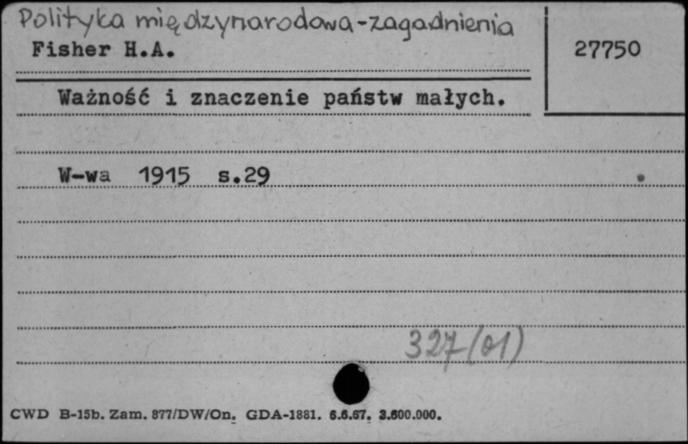 Polityka międzynarodowa-zagadnienia
Fisher H.A.
27750
Ważność i znaczenie państw małych.
W-wa 1915 s.29
327(01)
CWD B-15b. Zam. 877/DW/On. GDA-1881. 6.6.67. 3.600.000.